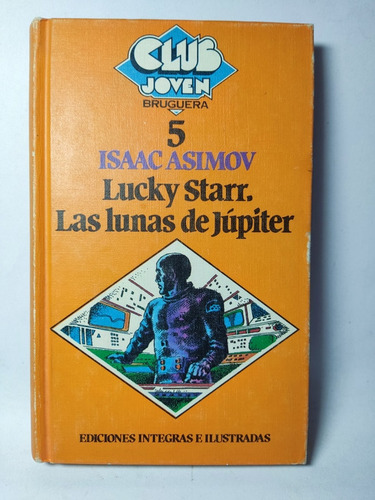 CLUB
JOVEN
BRUGUERA
5
ISAAC ASIMOV
Lucky Starr.
Las lunas de Júpiter
EDICIONES INTEGRAS E ILUSTRADAS